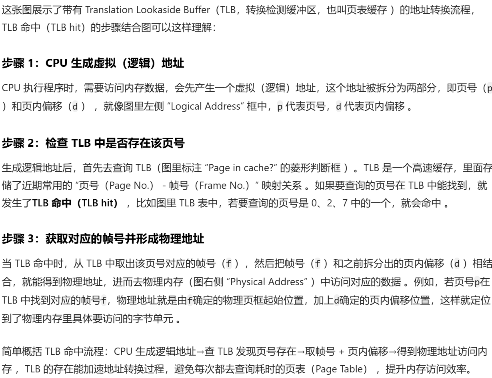 这张图展示了带有 Translation Lookaside Buffer（TLB，转换检测缓冲区，也叫页表缓存 ）的地址转换流程，
TLB 命中（TLB hit）的步骤结合图可以这样理解：
步骤 1：CPU 生成虚拟（逻辑）地址
CPU 执行程序时，需要访问内存数据，会先产生一个虚拟（逻辑）地址，这个地址被拆分为两部分，即页号（p
）和页内偏移（d ），就像图里左侧 “Logical Address” 框中，p 代表页号，d 代表页内偏移 。
步骤 2：检查 TLB 中是否存在该页号
生成逻辑地址后，首先去查询 TLB（图里标注 “Page in cache?” 的菱形判断框 ）。TLB 是一个高速缓存，里面存
储了近期常用的 “页号（Page No.） - 帧号（Frame No.）” 映射关系 。如果要查询的页号在 TLB 中能找到，就
发生了TLB 命中（TLB hit） ，比如图里 TLB 表中，若要查询的页号是 0、2、7 中的一个，就会命中 。
步骤 3：获取对应的帧号并形成物理地址
当 TLB 命中时，从 TLB 中取出该页号对应的帧号（f ），然后把帧号（f ）和之前拆分出的页内偏移（d ）相结
合，就能得到物理地址，进而去物理内存（图右侧 “Physical Address” ）中访问对应的数据 。例如，若页号p在
TLB 中找到对应的帧号f，物理地址就是由f确定的物理页框起始位置，加上d确定的页内偏移位置，这样就定位
到了物理内存里具体要访问的字节单元 。
简单概括 TLB 命中流程：CPU 生成逻辑地址→查 TLB 发现页号存在→取帧号 + 页内偏移→得到物理地址访问内
存 ，TLB 的存在能加速地址转换过程，避免每次都去查询耗时的页表（Page Table），提升内存访问效率。